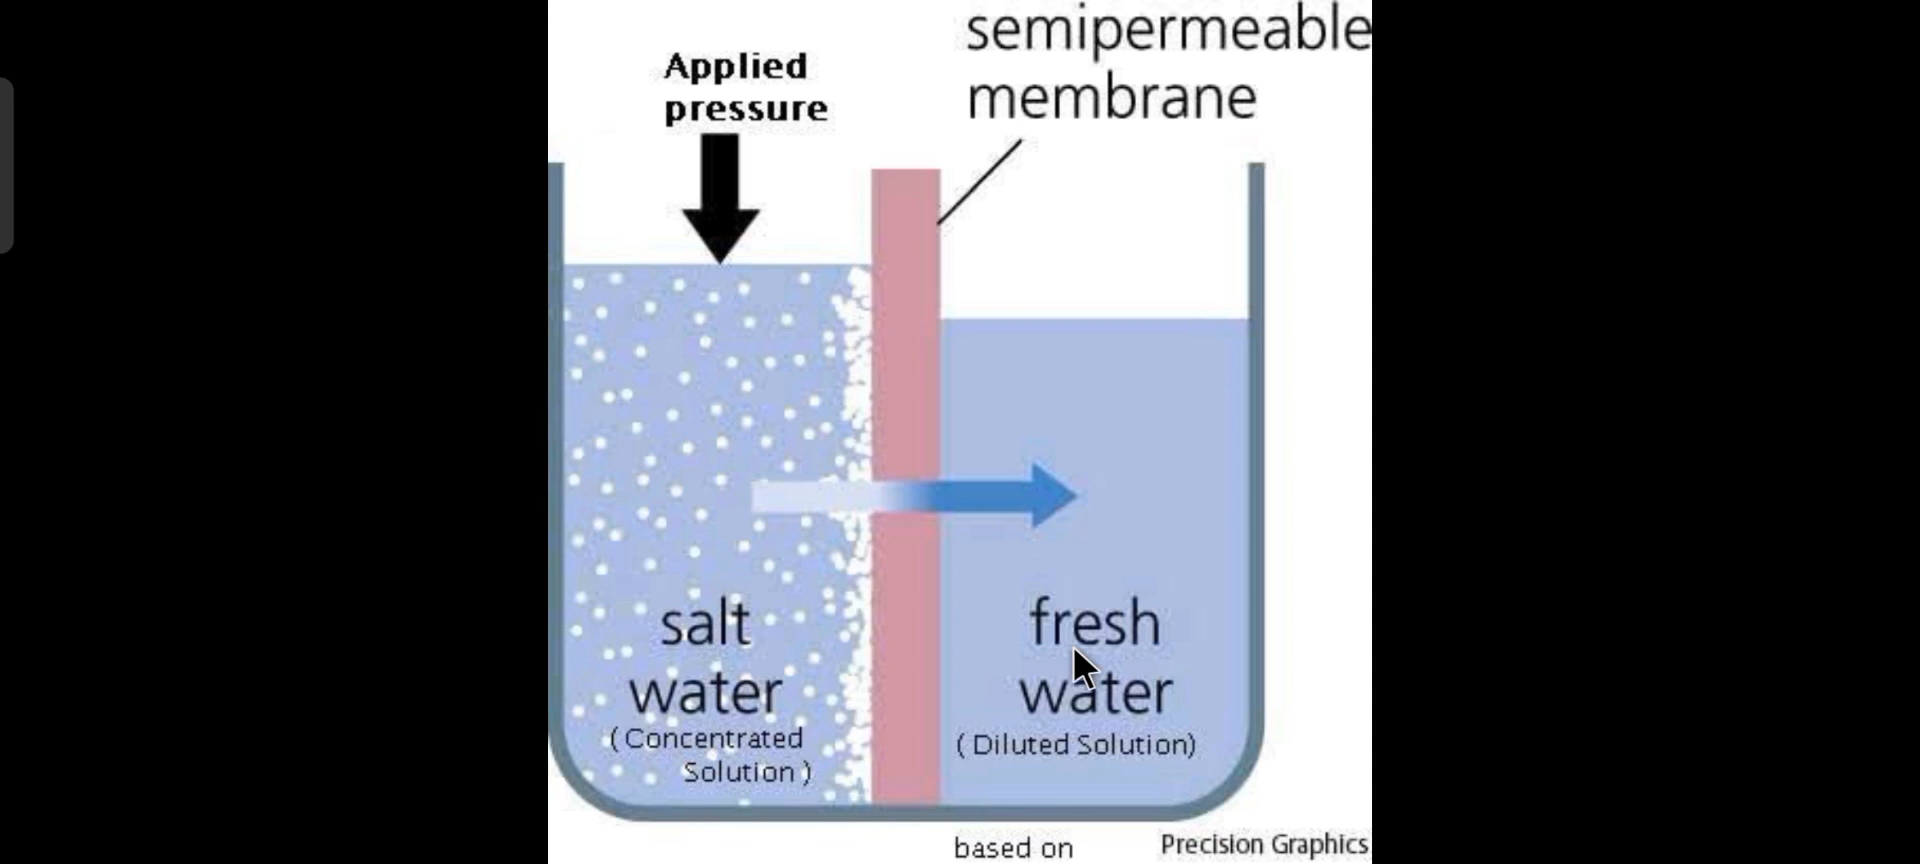 semipermeable
membrane
Applied
pressure
salt
water
( Concentrated
Solution )
fresh
water
( Diluted Solution)
based on
Precision Graphics